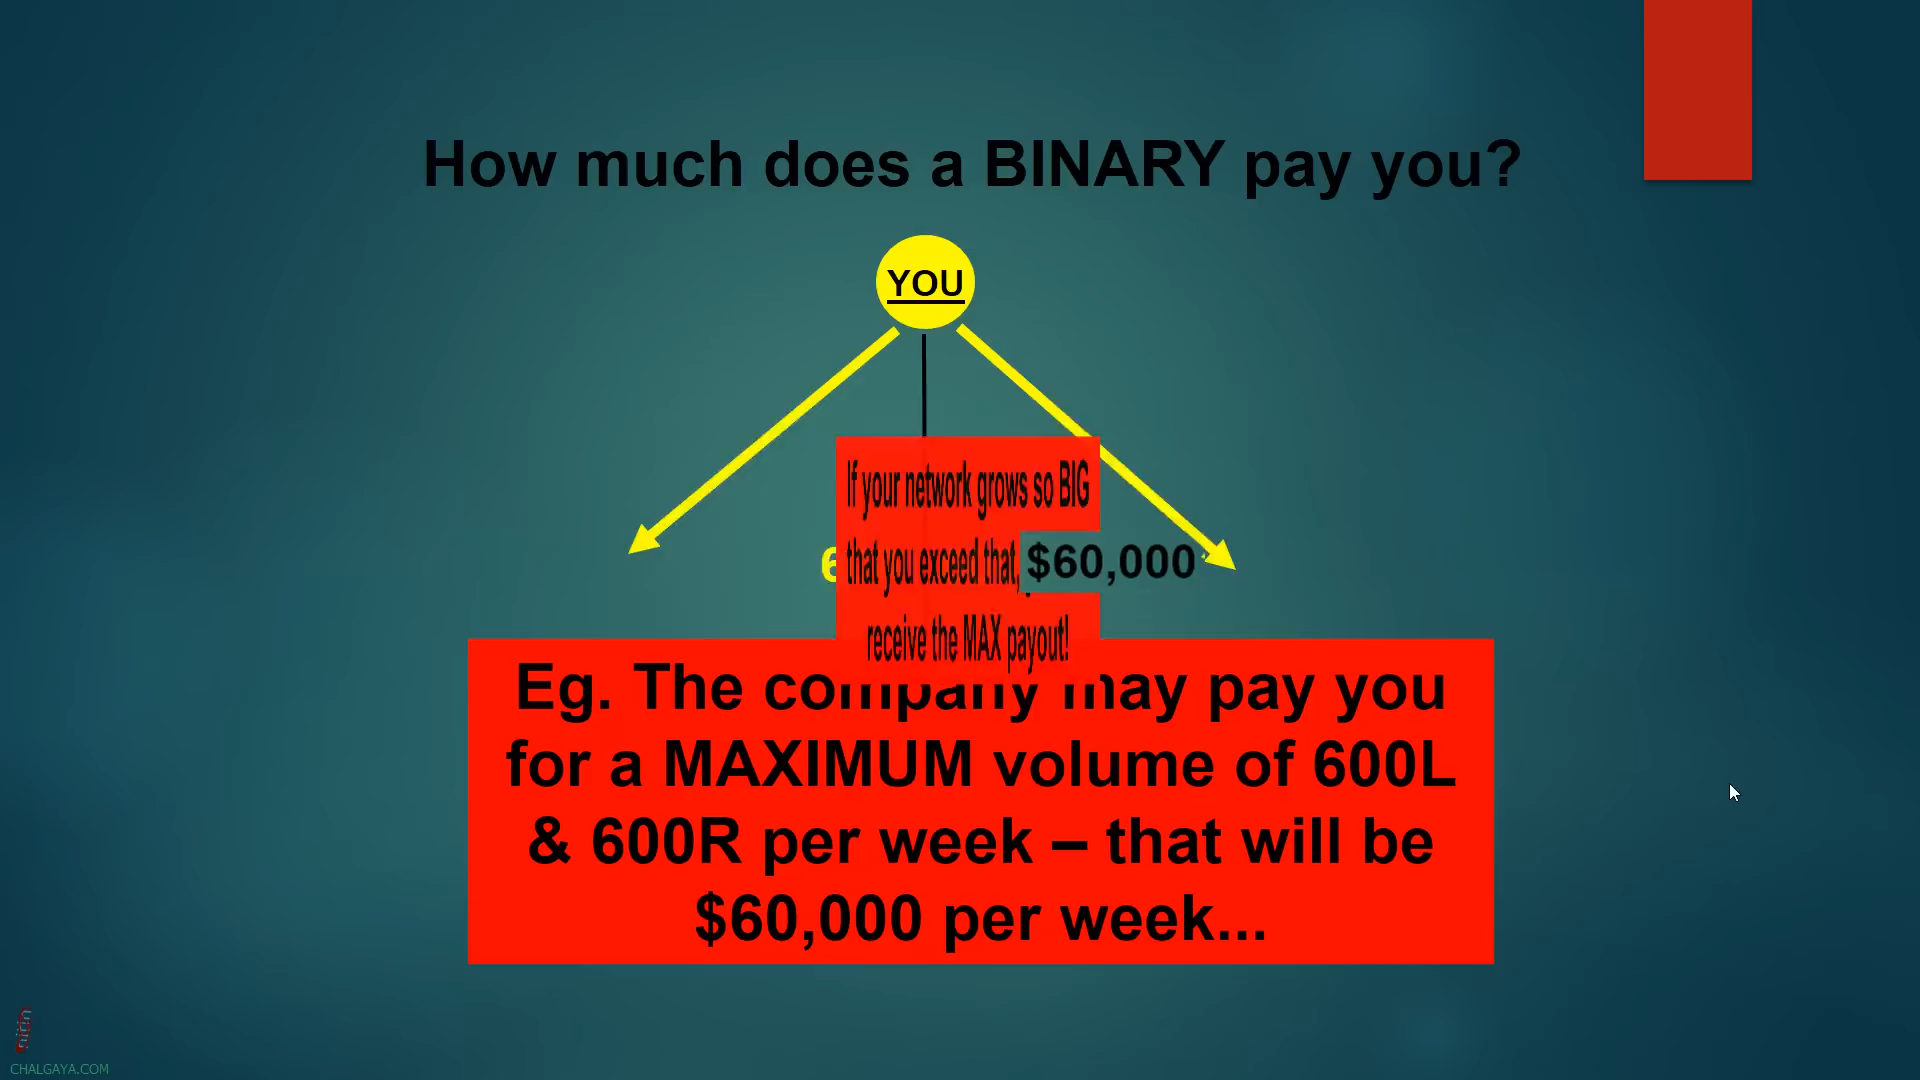 How much does a BINARY pay you?
YOU
If your network grows so BIG
that you exceed that,
$60,000
receive the MAX payout!
Eg. The company may pay you
for a MAXIMUM volume of 600L
& 600R per week – that will be
$60,000 per week...
CHALGAYA.COM